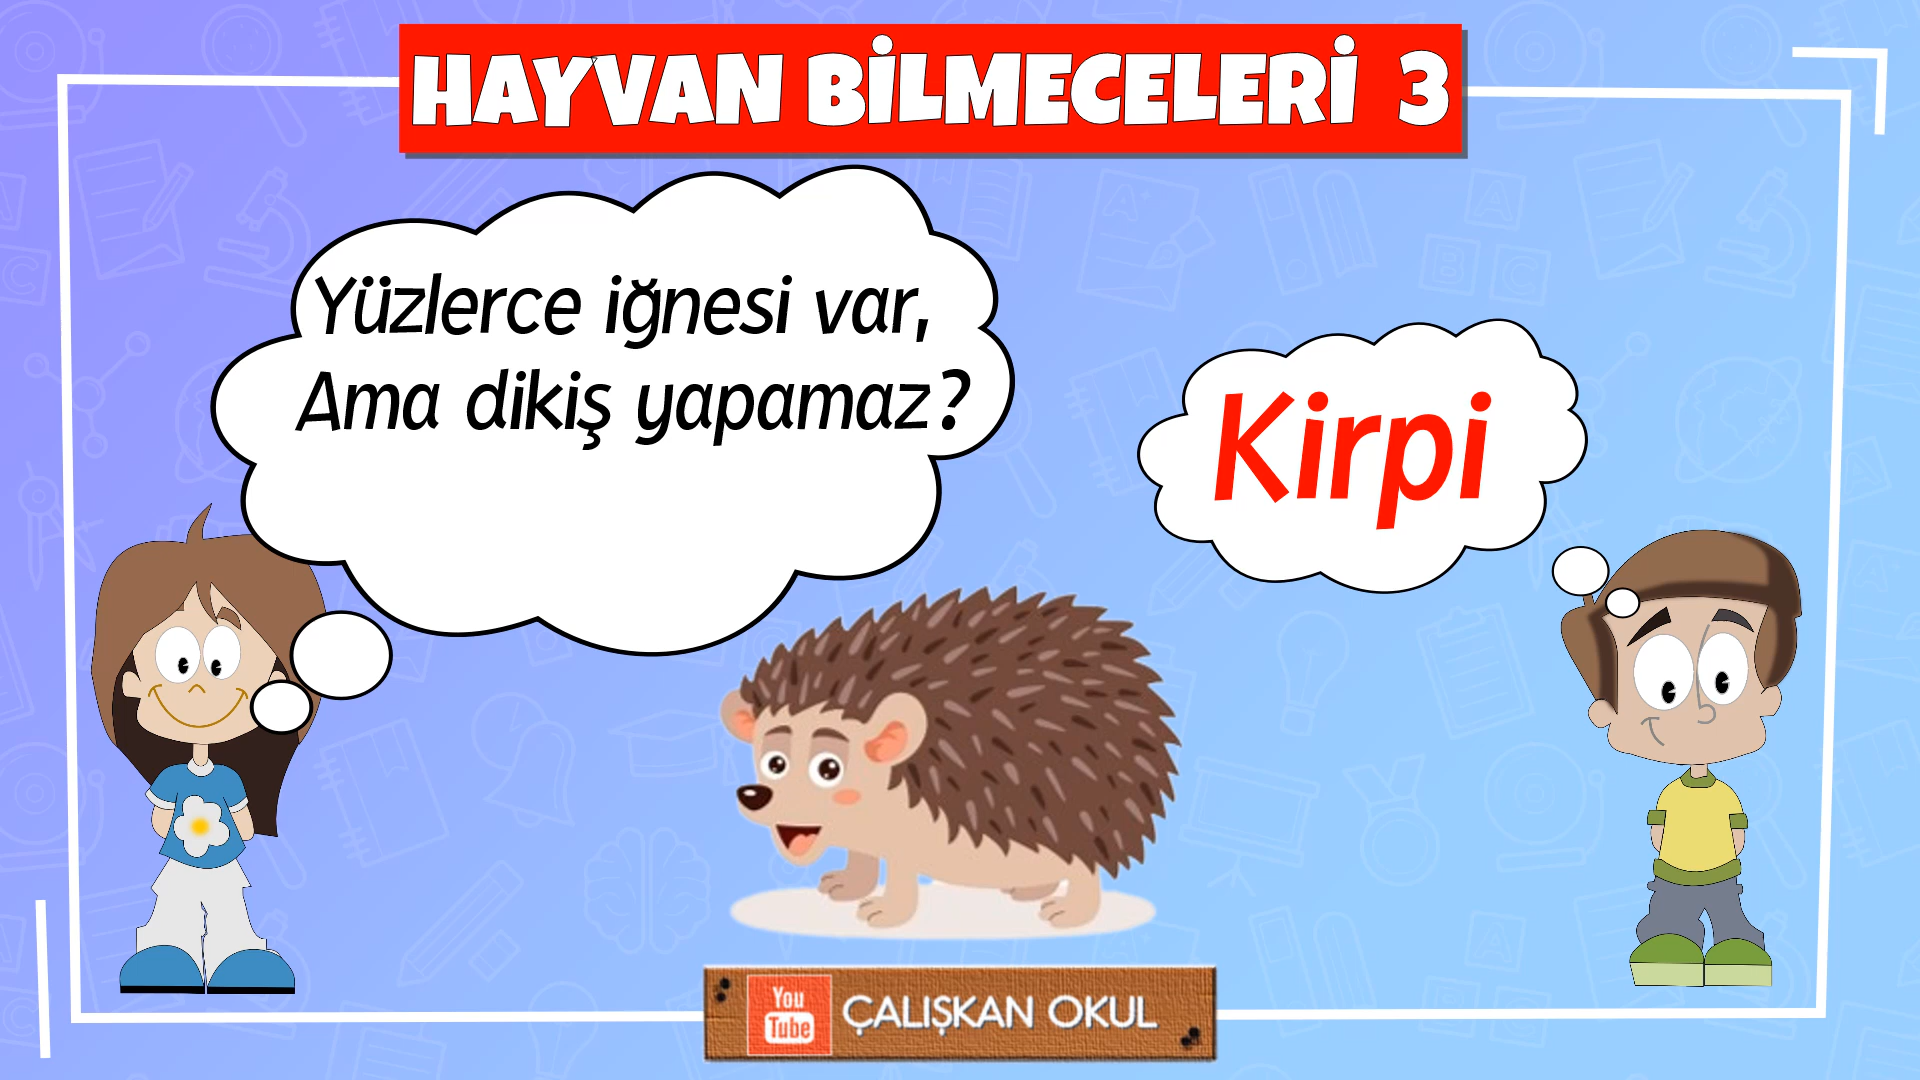 HAYVAN BİLMECELERİ 3
Yüzlerce iğnesi var,
Ama dikiş yapamaz?
Kirpi
You
Tube
ÇALIŞKAN OKUL